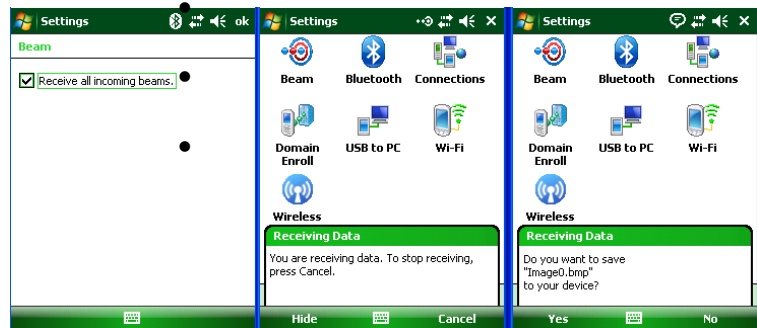 Settings
ok
Beam
Receive all incoming beams.
Settings
Beam Bluetooth Connections
Domain Enroll USB to PC Wi-Fi
Wireless
Receiving Data
You are receiving data. To stop receiving,
press Cancel.
Hide Cancel
Settings
Beam Bluetooth Connections
Domain Enroll USB to PC Wi-Fi
Wireless
Receiving Data
Do you want to save
"Image0.bmp"
to your device?
Yes No